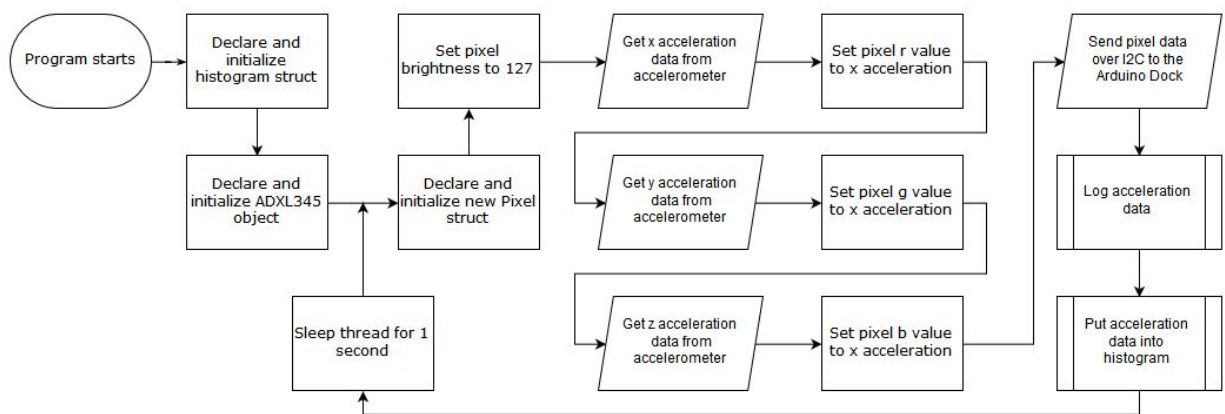 Program starts
Declare and
initialize
histogram struct
Declare and
initialize ADXL345
object
Declare and
initialize new Pixel
struct
Set pixel
brightness to 127
Get x acceleration
data from
accelerometer
Set pixel r value
to x acceleration
Get y acceleration
data from
accelerometer
Set pixel g value
to x acceleration
Get z acceleration
data from
accelerometer
Set pixel b value
to x acceleration
Send pixel data
over I2C to the
Arduino Dock
Log acceleration
data
Put acceleration
data into
histogram
Sleep thread for 1
second